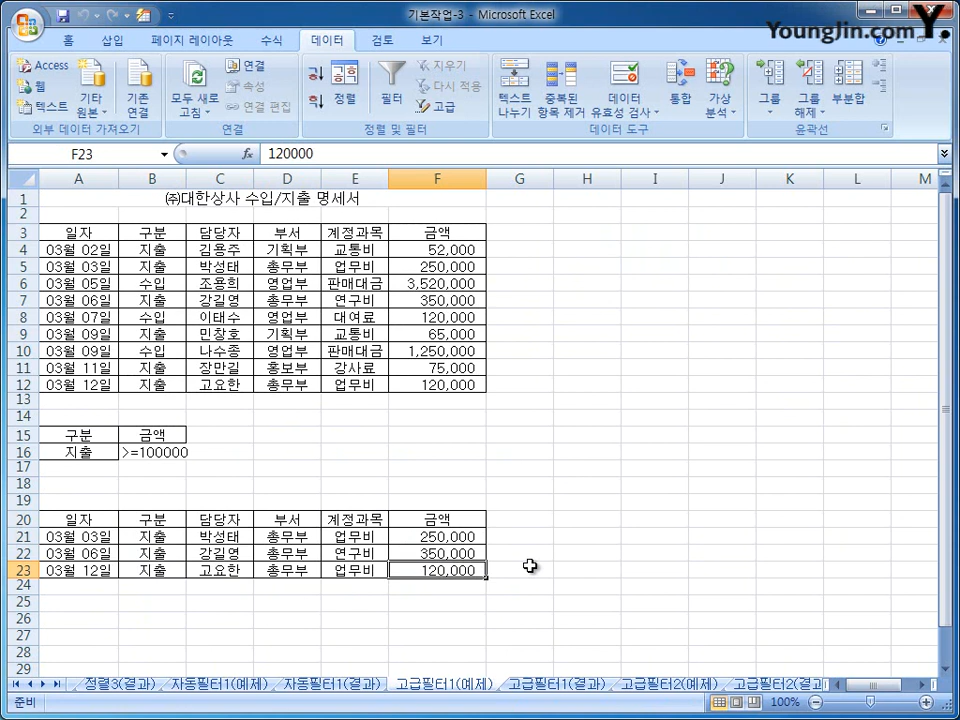 기본작업-3 - Microsoft Excel
YoungJin.com Y.
홈 삽입 페이지 레이아웃 수식 데이터 검토 보기
Access 웹 텍스트 기타 원본 기존 연결
외부 데이터 가져오기
모두 새로 고침 연결 속성 연결 편집
연결
정렬 필터 지우기 다시 적용 고급
정렬 및 필터
텍스트 나누기 중복된 항목 제거 데이터 유효성 검사 통합 가상 분석
데이터 도구
그룹 그룹 해제 부분합
윤곽선
F23 fx 120000
A B C D E F G H I J K L M
1 ㈜대한상사 수입/지출 명세서
2
3 일자 구분 담당자 부서 계정과목 금액
4 03월 02일 지출 김용주 기획부 교통비 52,000
5 03월 03일 지출 박성태 총무부 업무비 250,000
6 03월 05일 수입 조용희 영업부 판매대금 3,520,000
7 03월 06일 지출 강길영 총무부 연구비 350,000
8 03월 07일 수입 이태수 영업부 대여료 120,000
9 03월 09일 지출 민창호 기획부 교통비 65,000
10 03월 09일 수입 나수종 영업부 판매대금 1,250,000
11 03월 11일 지출 장만길 홍보부 강사료 75,000
12 03월 12일 지출 고요한 총무부 업무비 120,000
13
14
15 구분 금액
16 지출 >=100000
17
18
19
20 일자 구분 담당자 부서 계정과목 금액
21 03월 03일 지출 박성태 총무부 업무비 250,000
22 03월 06일 지출 강길영 총무부 연구비 350,000
23 03월 12일 지출 고요한 총무부 업무비 120,000
24
25
26
27
28
29
정렬3(결과) 자동필터1(예제) 자동필터1(결과) 고급필터1(예제) 고급필터1(결과) 고급필터2(예제) 고급필터2(결고
준비 100%